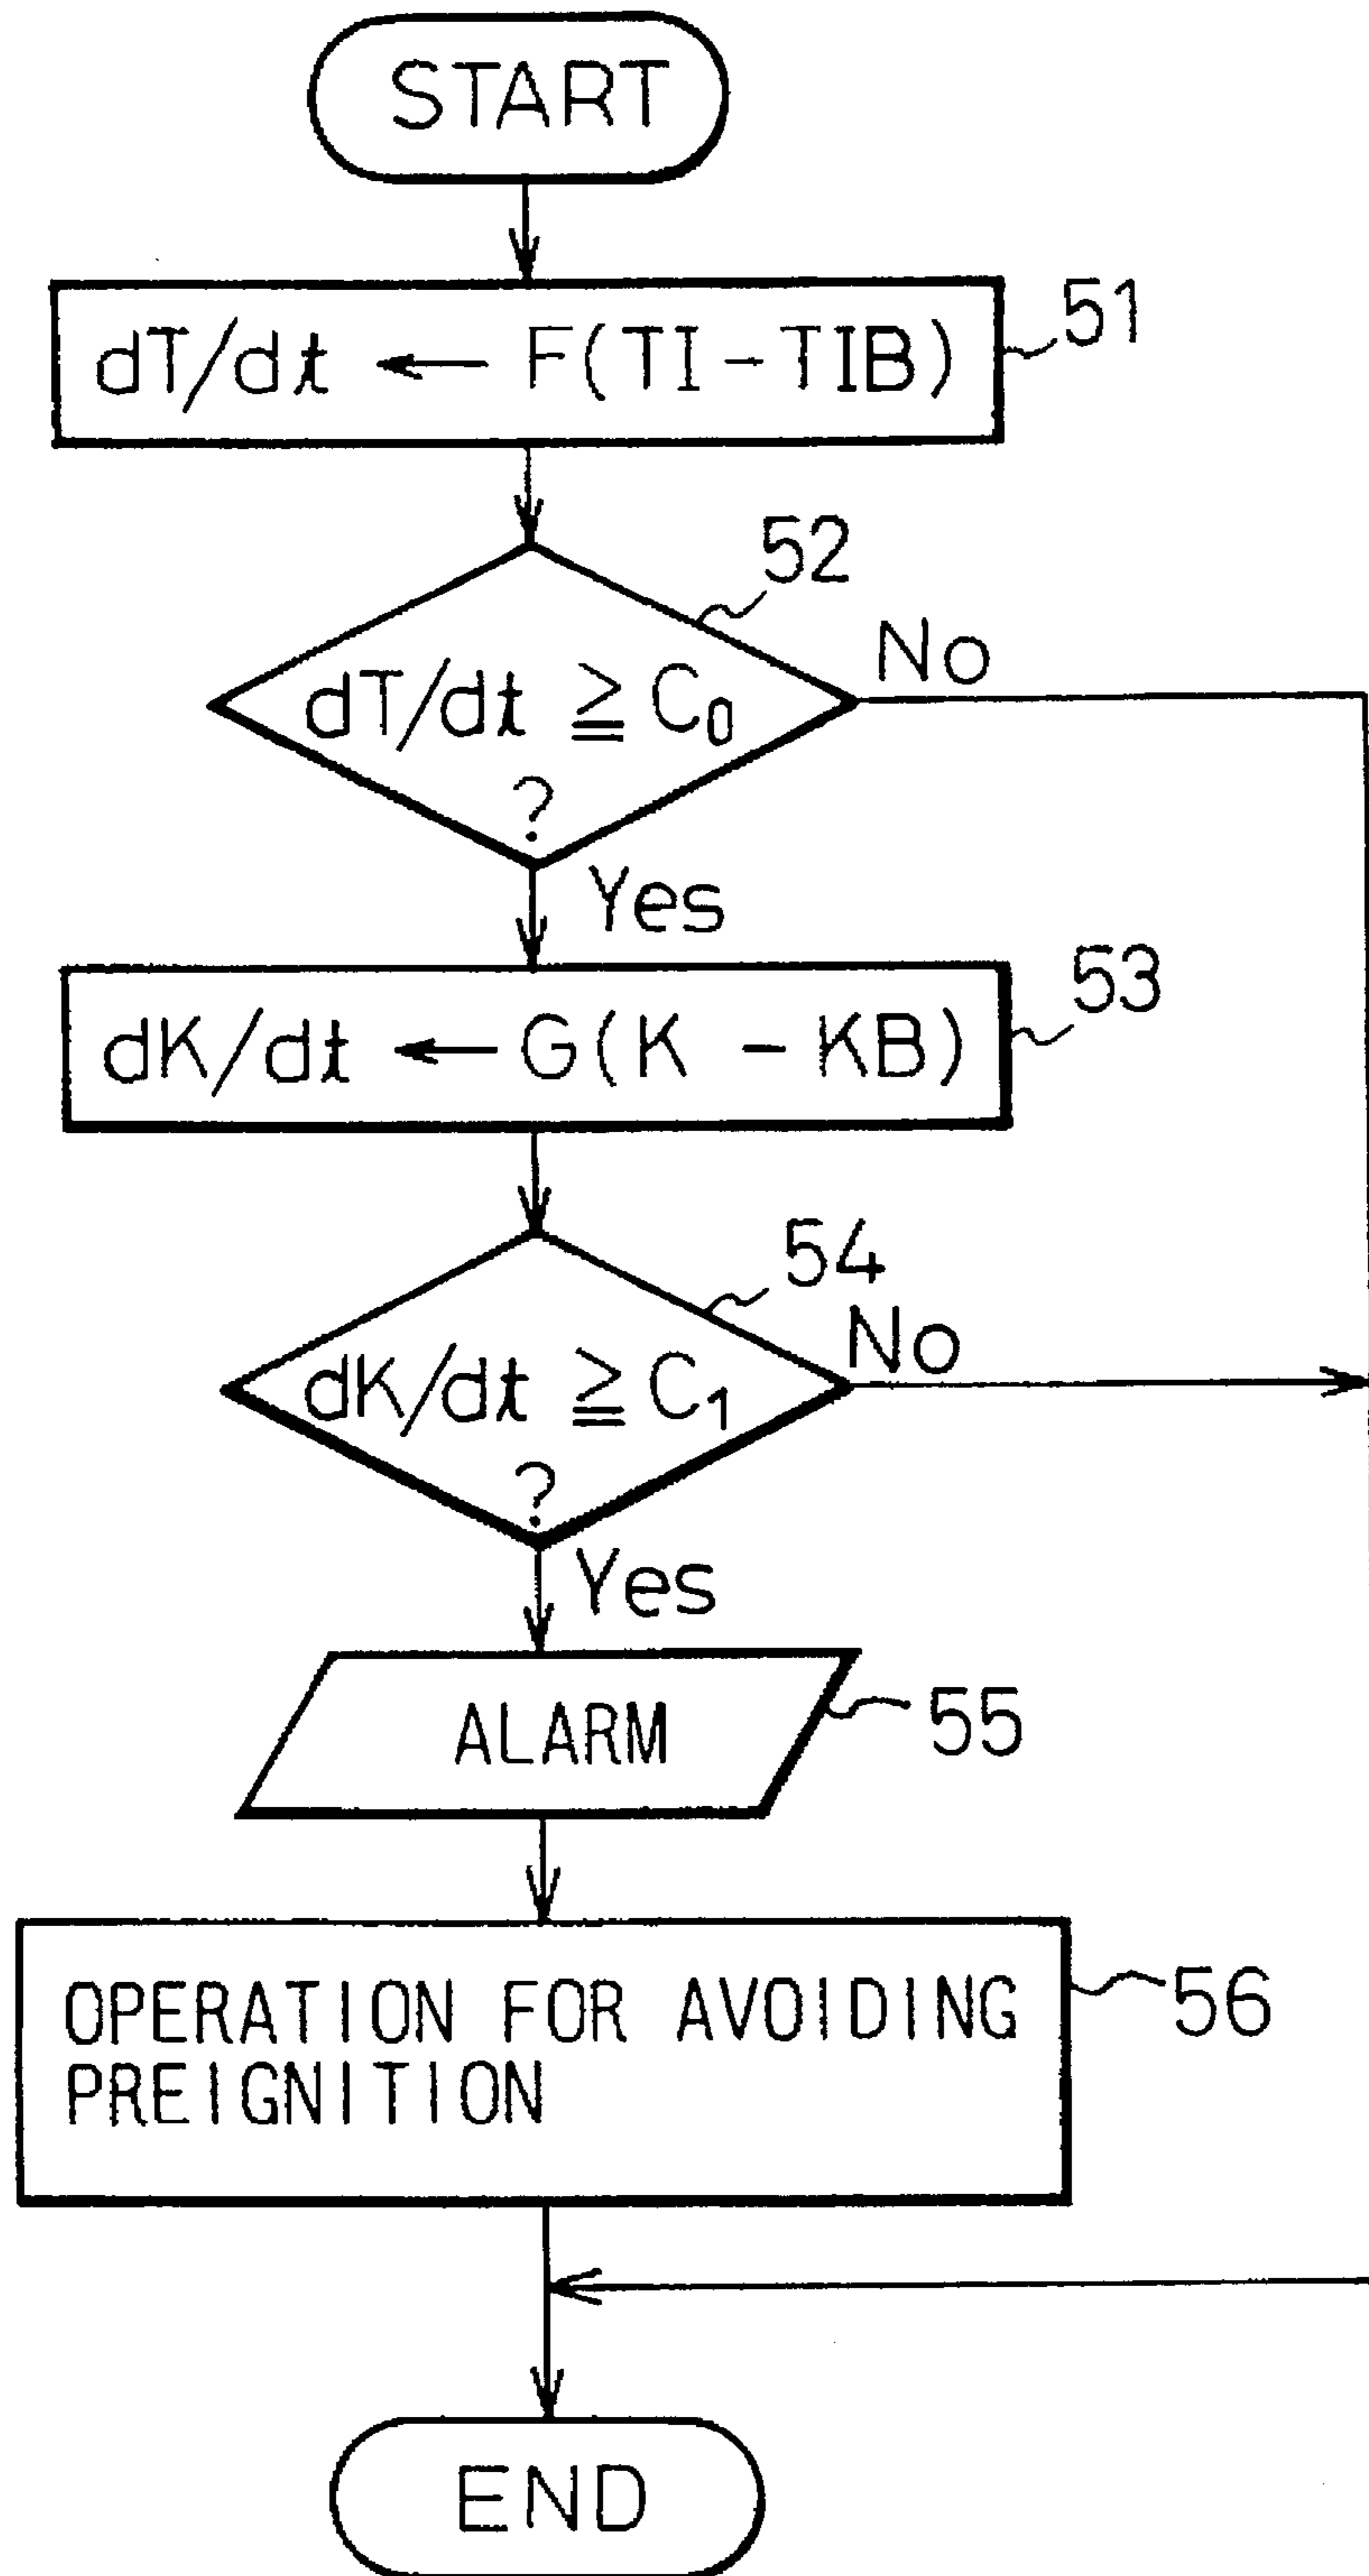 START
51
dT/dt ← F(TI-TIB)
52
No
dT/dt ≧ C₀
?
Yes
53
dK/dt ← G(K - KB)
54
No
dK/dt ≧ C₁
?
Yes
ALARM
55
OPERATION FOR AVOIDING
PREIGNITION
56
END